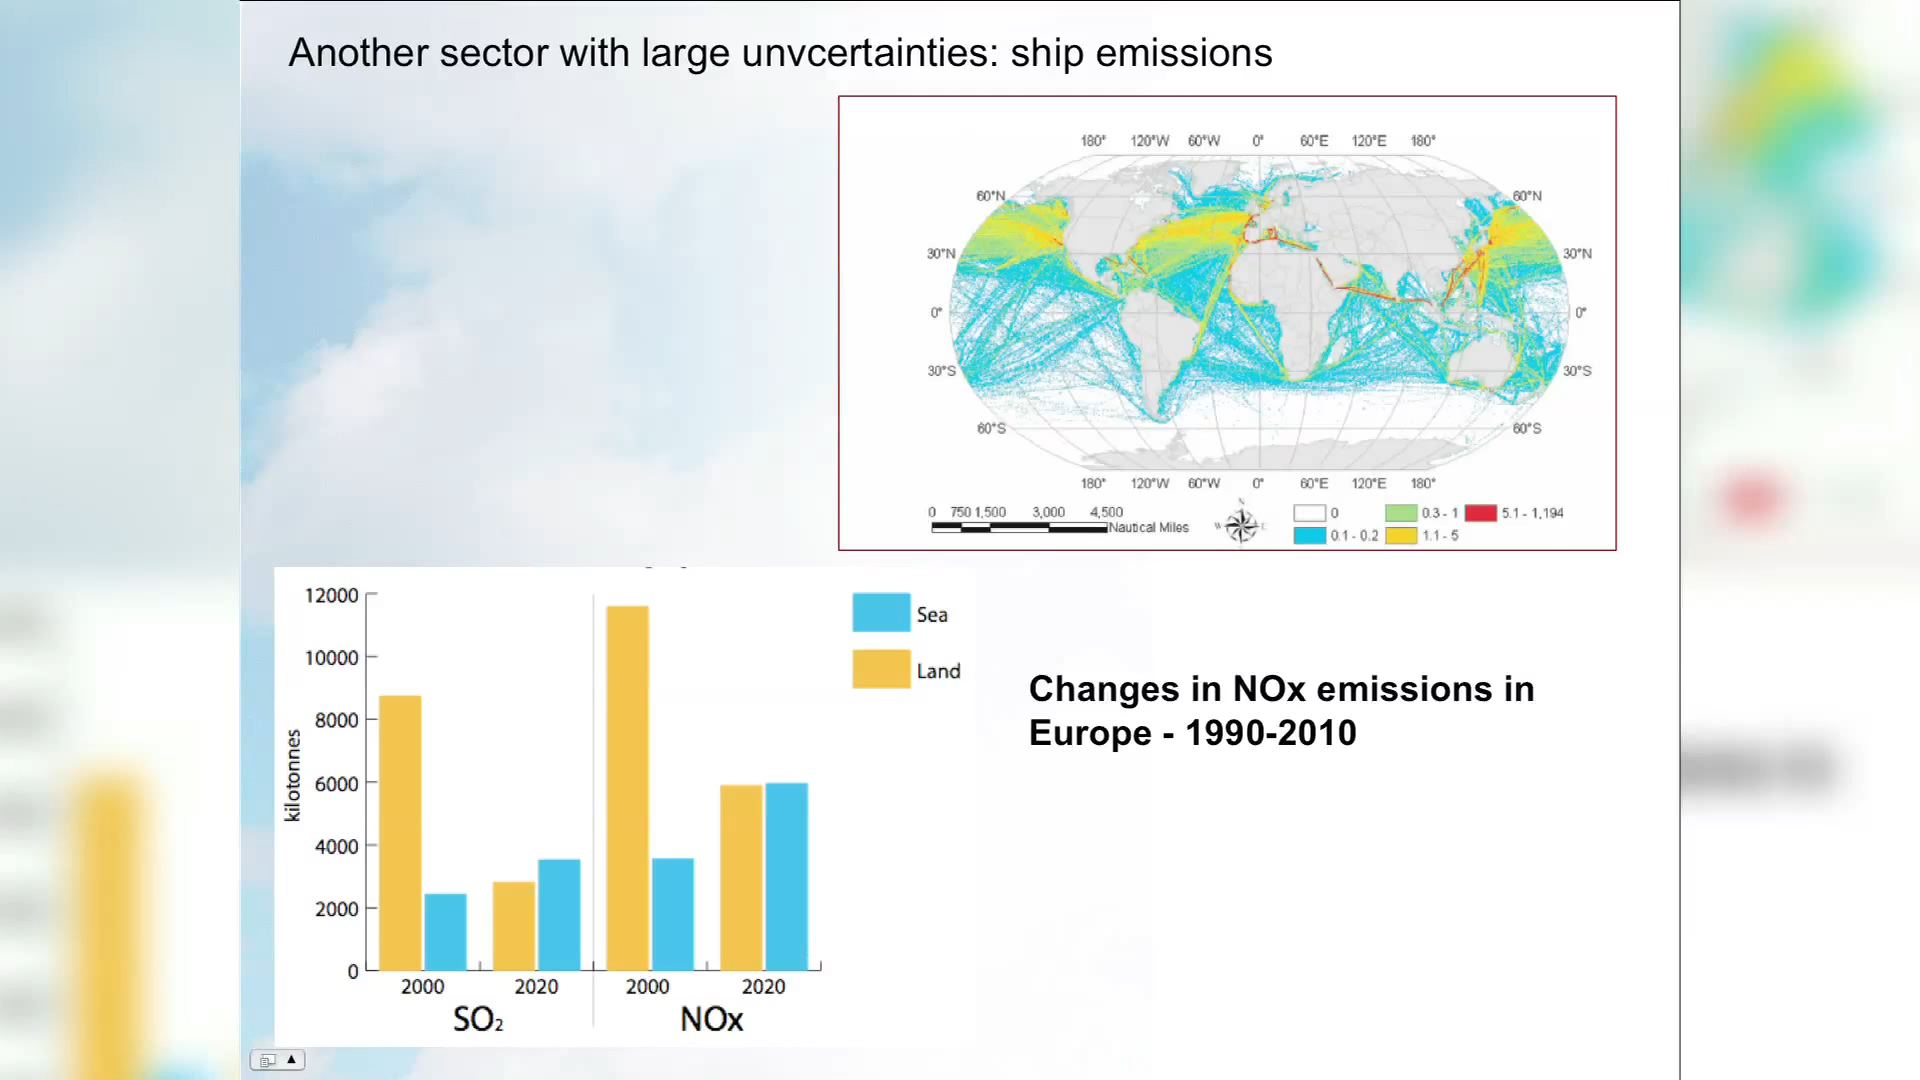 Another sector with large unvcertainties: ship emissions
180° 120°W 60°W 0° 60°E 120°E 180°
60°N 60°N
30°N 30°N
0° 0°
30°S 30°S
60°S 60°S
180° 120°W 60°W 0° 60°E 120°E 180°
0 750 1,500 3,000 4,500
Nautical Miles
N
W E
0 0.3 - 1 5.1 - 1,194
0.1 - 0.2 1.1 - 5
12000
10000
8000
6000
4000
2000
0
kilotonnes
Sea
Land
2000 2020 2000 2020
SO2 NOx
Changes in NOx emissions in
Europe - 1990-2010